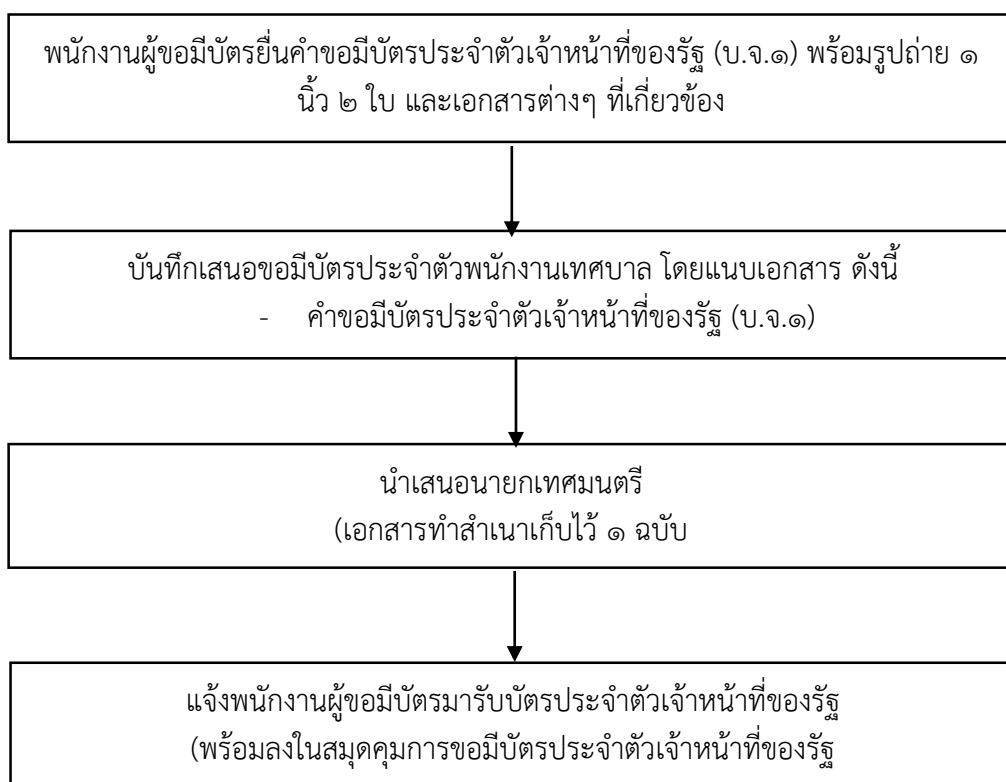 พนักงานผู้ขอมีบัตรยื่นคำขอมีบัตรประจำตัวเจ้าหน้าที่ของรัฐ (บ.จ.๑) พร้อมรูปถ่าย ๑
นิ้ว ๒ ใบ และเอกสารต่างๆ ที่เกี่ยวข้อง
บันทึกเสนอขอมีบัตรประจำตัวพนักงานเทศบาล โดยแนบเอกสาร ดังนี้
- คำขอมีบัตรประจำตัวเจ้าหน้าที่ของรัฐ (บ.จ.๑)
นำเสนอนายกเทศมนตรี
(เอกสารทำสำเนาเก็บไว้ ๑ ฉบับ
แจ้งพนักงานผู้ขอมีบัตรมารับบัตรประจำตัวเจ้าหน้าที่ของรัฐ
(พร้อมลงในสมุดคุมการขอมีบัตรประจำตัวเจ้าหน้าที่ของรัฐ